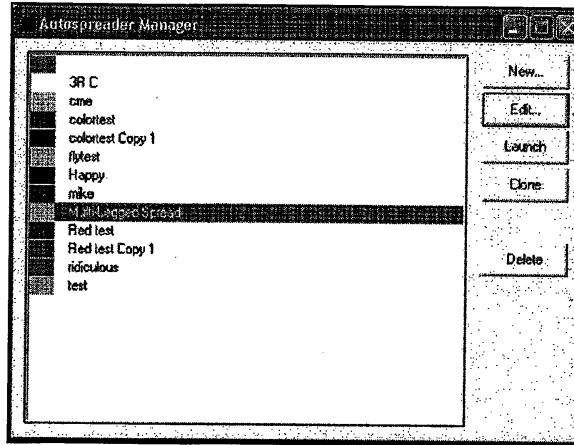 Autospreader Manager
New...
3R C
cme
Edit...
colortest
colortest Copy 1
Launch
flytest
Happy
Clone
mike
Multi-Legged Spread
Red test
Red test Copy 1
Delete
ridiculous
test